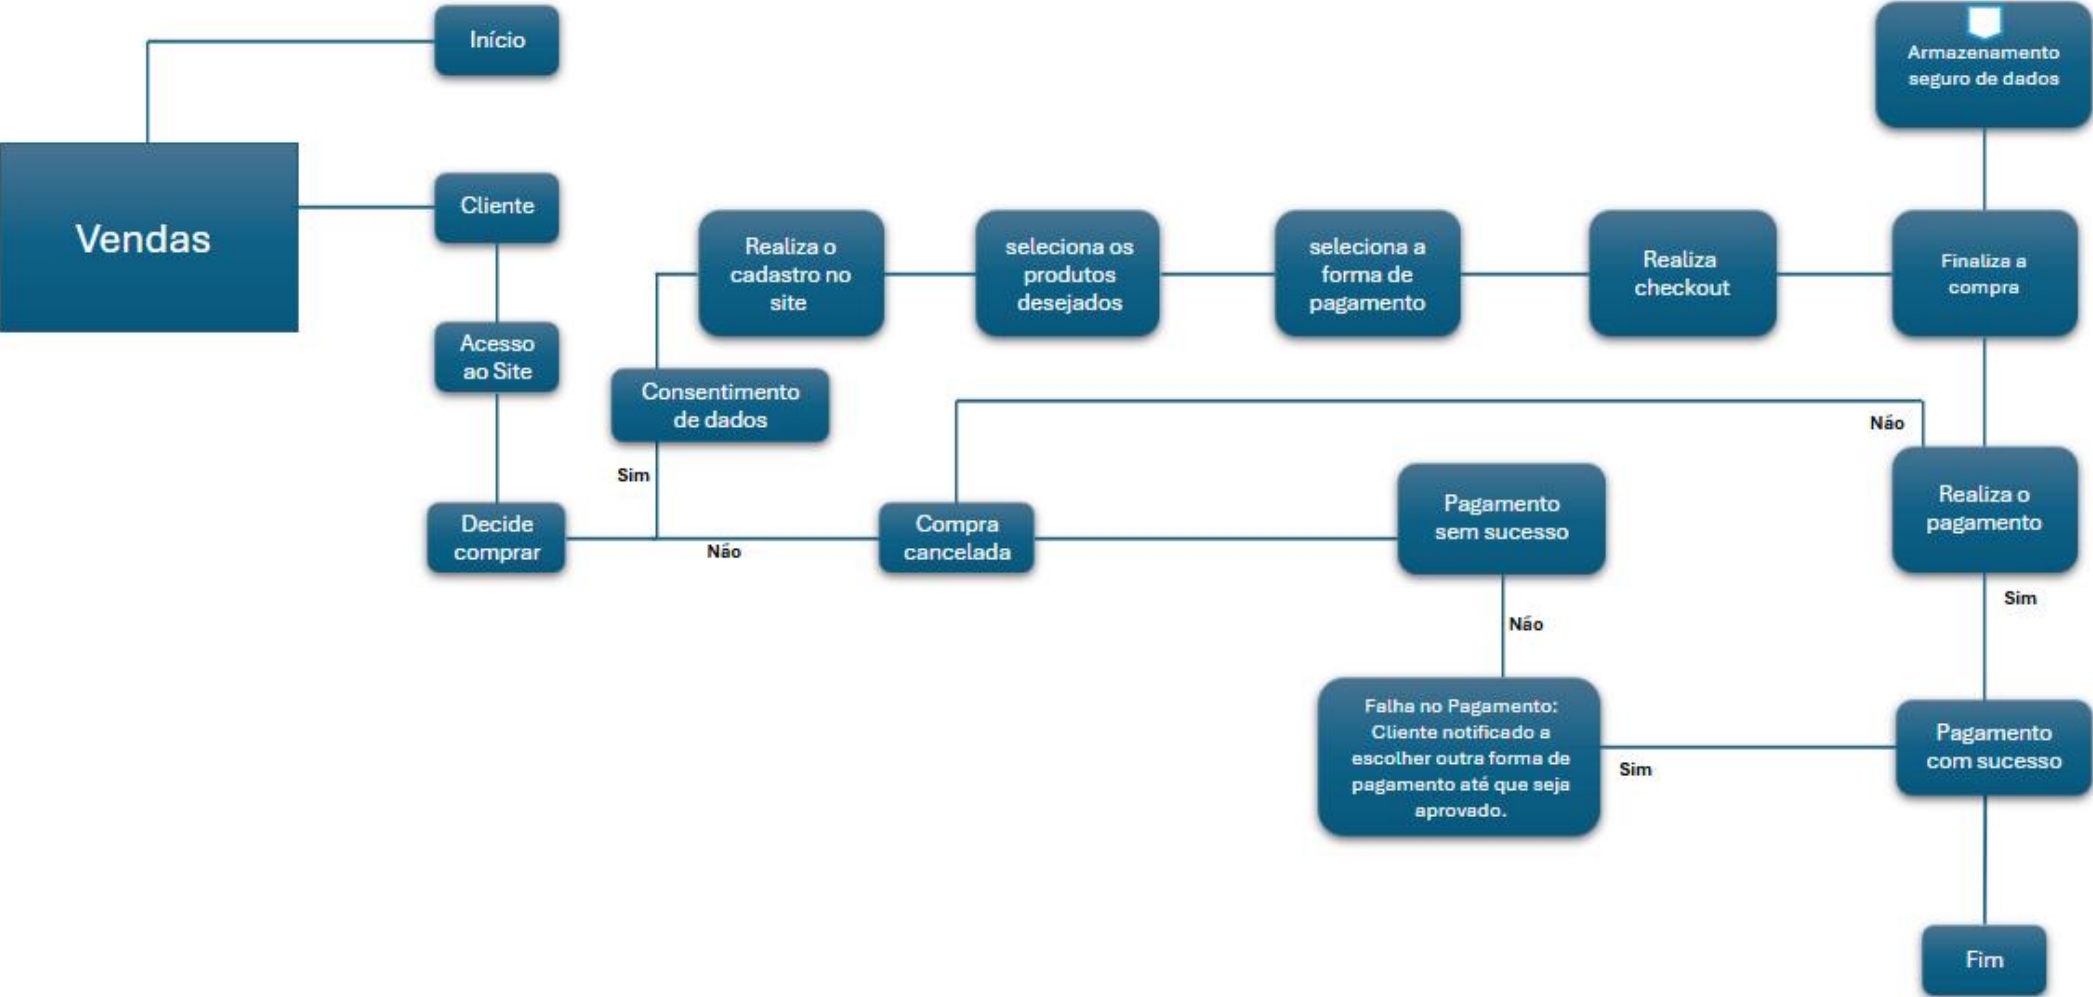 Início
Vendas
Cliente
Acesso
ao Site
Decide
comprar
Sim
Não
Consentimento
de dados
Realiza o
cadastro no
site
seleciona os
produtos
desejados
seleciona a
forma de
pagamento
Realiza
checkout
Finaliza a
compra
Armazenamento
seguro de dados
Não
Realiza o
pagamento
Sim
Compra
cancelada
Pagamento
sem sucesso
Não
Falha no Pagamento:
Cliente notificado a
escolher outra forma de
pagamento até que seja
aprovado.
Sim
Pagamento
com sucesso
Fim